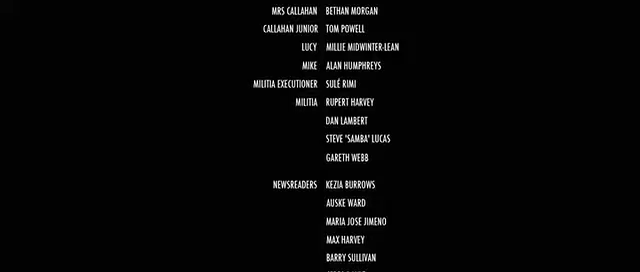 MRS CALLAHAN BETHAN MORGAN
CALLAHAN JUNIOR TOM POWELL
LUCY MILLIE MIDWINTER-LEAN
MIKE ALAN HUMPHREYS
MILITIA EXECUTIONER SULÉ RIMI
MILITIA RUPERT HARVEY
DAN LAMBERT
STEVE 'SAMBA' LUCAS
GARETH WEBB
NEWSREADERS KEZIA BURROWS
AUSKE WARD
MARIA JOSE JIMENO
MAX HARVEY
BARRY SULLIVAN